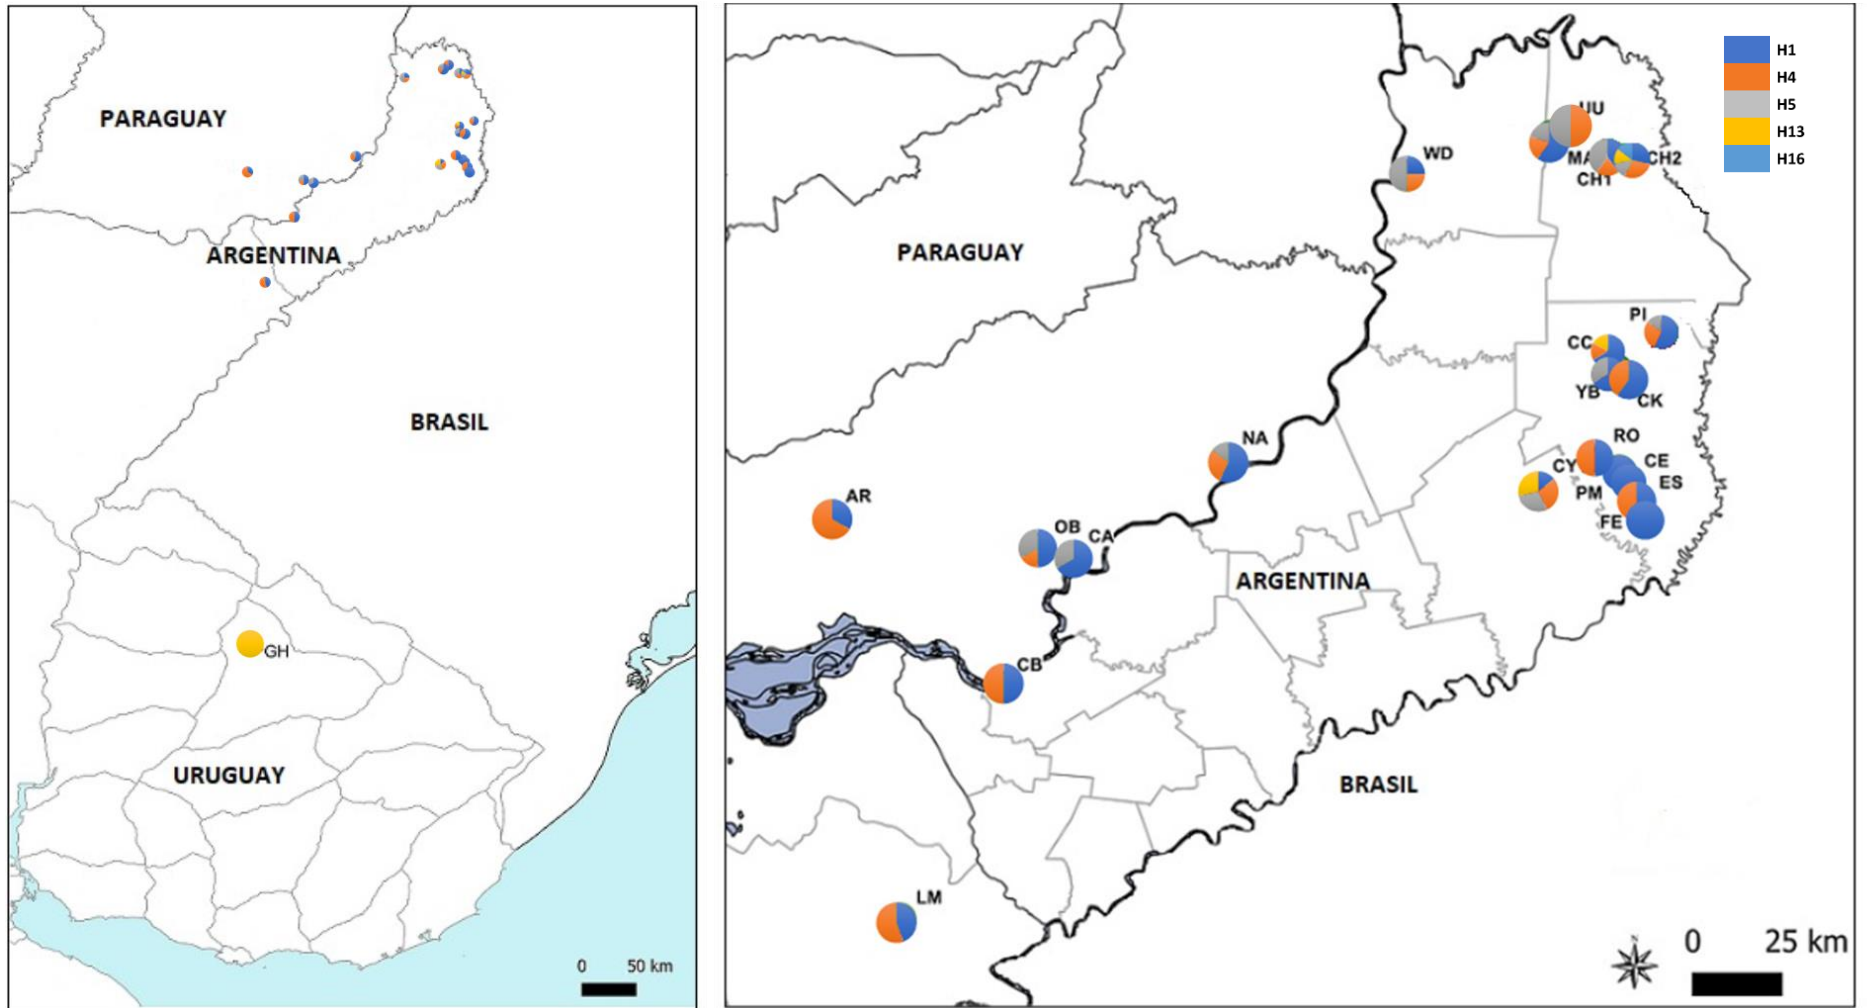 PARAGUAY
ARGENTINA
BRASIL
GH
URUGUAY
0 50 km
H1
H4
H5
H13
H16
UU
WD
MA
CH2
CH1
PARAGUAY
PI
CC
YB
CK
NA
RO
CY
CE
ES
PM
FE
AR
OB
CA
ARGENTINA
CB
BRASIL
LM
N
0 25 km